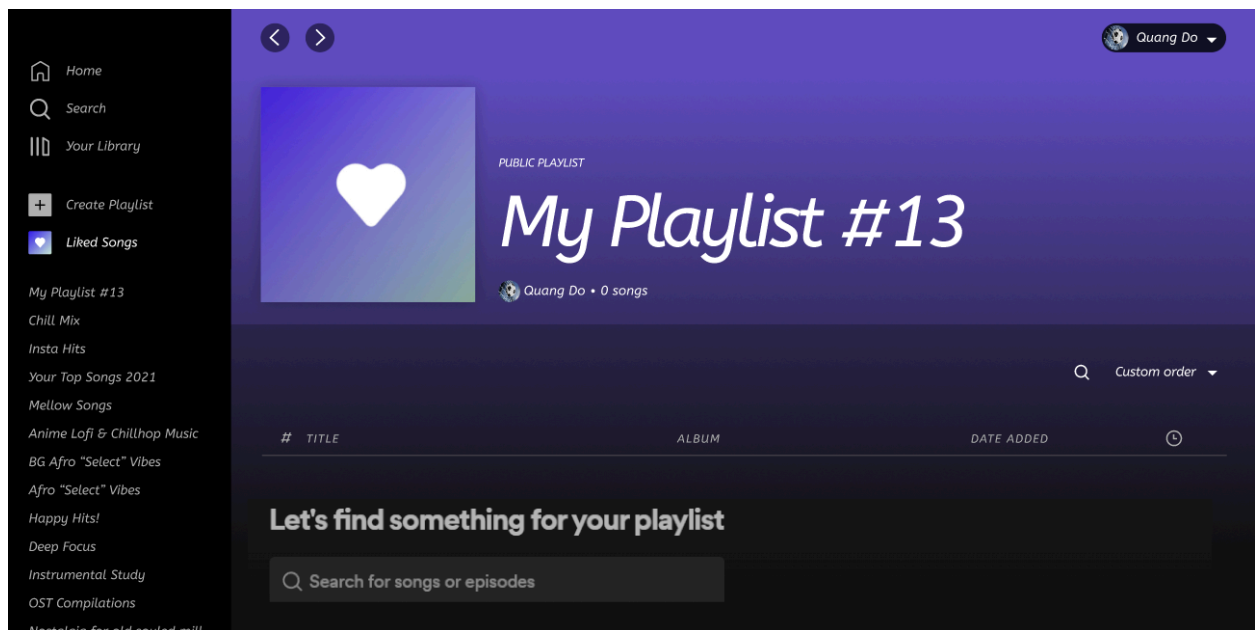 Quang Do
Home
Search
Your Library
Create Playlist
Liked Songs
My Playlist #13
Chill Mix
Insta Hits
Your Top Songs 2021
Mellow Songs
Anime Lofi & Chillhop Music
BG Afro “Select” Vibes
Afro “Select” Vibes
Happy Hits!
Deep Focus
Instrumental Study
OST Compilations
PUBLIC PLAYLIST
My Playlist #13
Quang Do • 0 songs
Custom order
# TITLE ALBUM DATE ADDED
Let's find something for your playlist
Search for songs or episodes